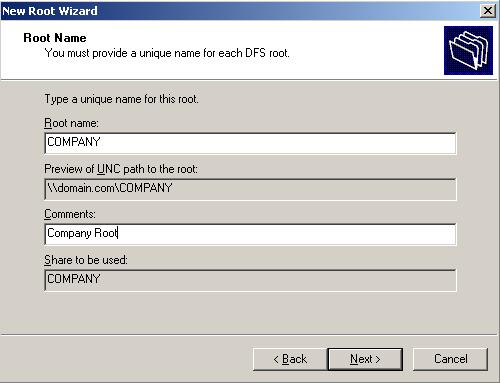 New Root Wizard
Root Name
You must provide a unique name for each DFS root.
Type a unique name for this root.
Root name:
COMPANY
Preview of UNC path to the root:
\\domain.com\COMPANY
Comments:
Company Root
Share to be used:
COMPANY
< Back
Next >
Cancel